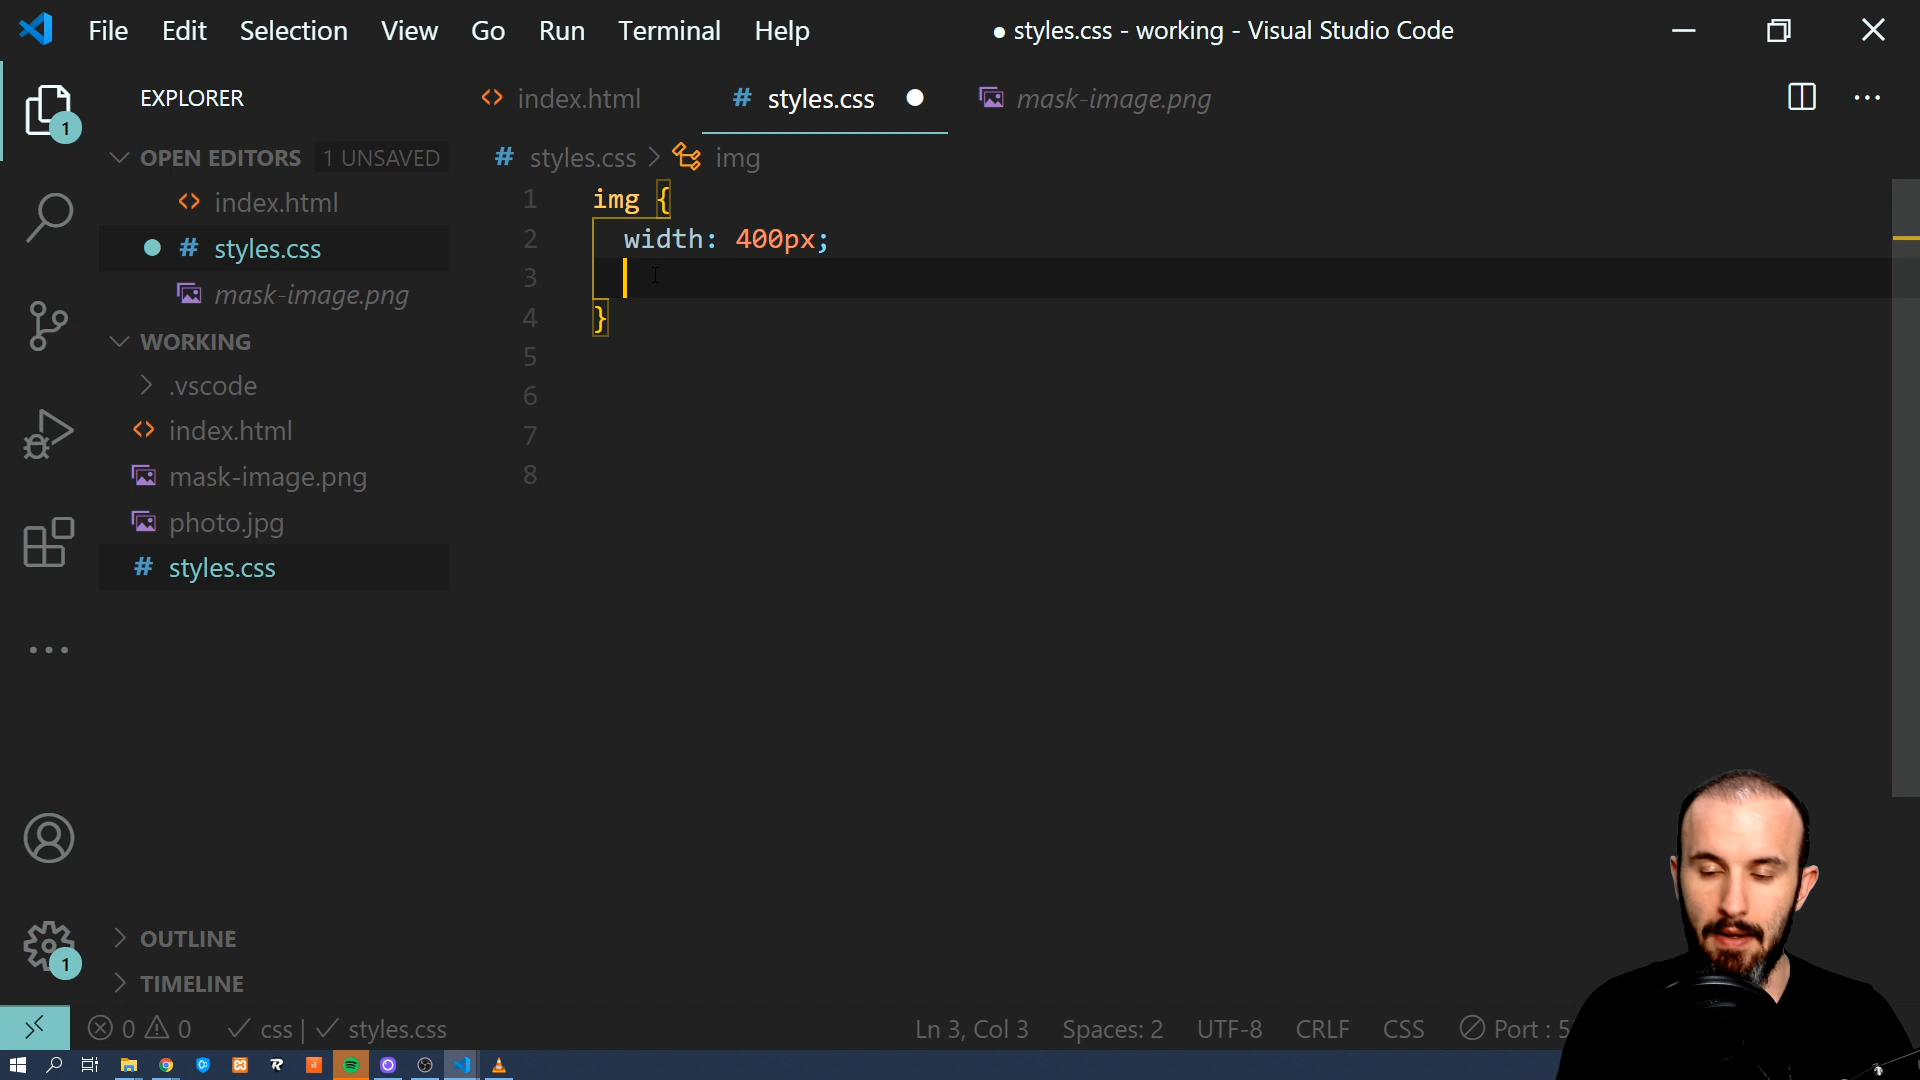 File Edit Selection View Go Run Terminal Help
● styles.css - working - Visual Studio Code
EXPLORER
index.html
# styles.css
mask-image.png
1
OPEN EDITORS 1 UNSAVED
# styles.css > img
index.html
# styles.css
mask-image.png
WORKING
.vscode
index.html
mask-image.png
photo.jpg
# styles.css
1 img {
2 width: 400px;
3
4 }
5
6
7
8
OUTLINE
1
TIMELINE
0 0 css | styles.css
Ln 3, Col 3 Spaces: 2 UTF-8 CRLF CSS Port : 5